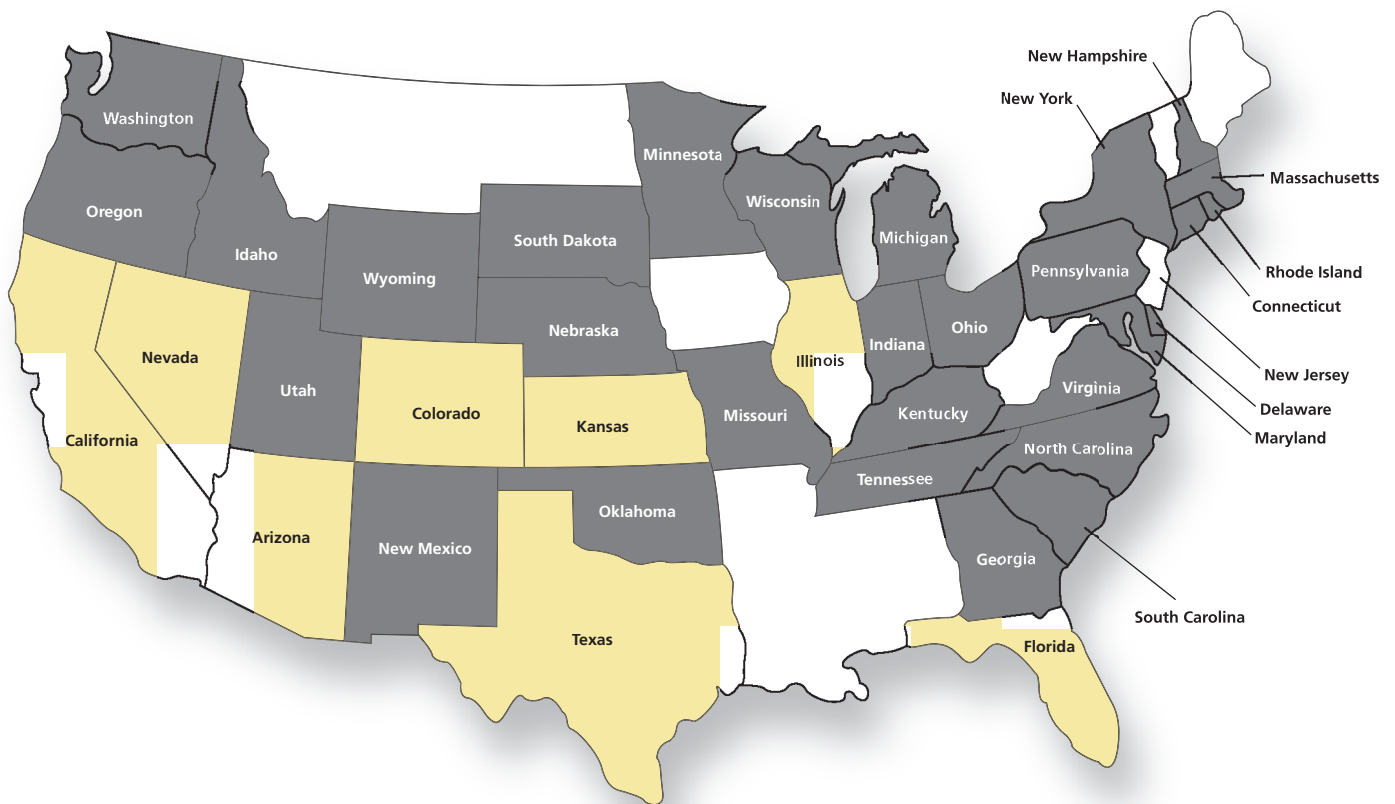 New Hampshire
New York
Washington
Minnesota
Massachusetts
Wisconsin
Oregon
South Dakota
Michigan
Idaho
Pennsylvania
Rhode Island
Wyoming
Connecticut
Nebraska
Ohio
Indiana
Nevada
Illinois
New Jersey
Utah
Virginia
Colorado
Kansas
Missouri
Kentucky
Delaware
California
Maryland
North Carolina
Tennessee
Oklahoma
Arizona
New Mexico
Georgia
South Carolina
Texas
Florida